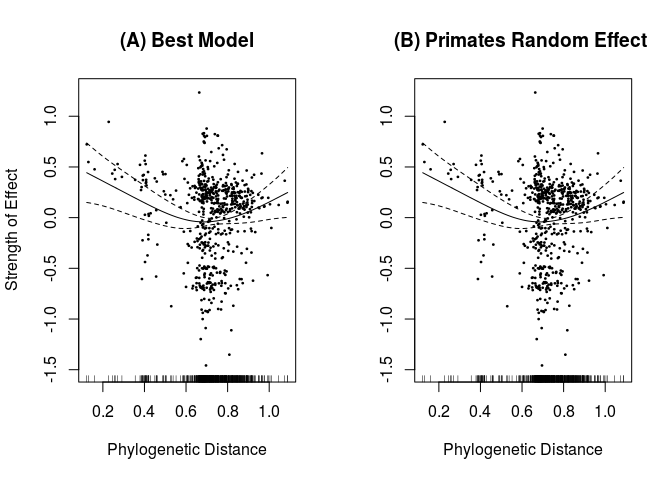 (A) Best Model
Strength of Effect
1.0
0.5
0.0
-0.5
-1.0
-1.5
0.2 0.4 0.6 0.8 1.0
Phylogenetic Distance
(B) Primates Random Effect
1.0
0.5
0.0
-0.5
-1.0
-1.5
0.2 0.4 0.6 0.8 1.0
Phylogenetic Distance